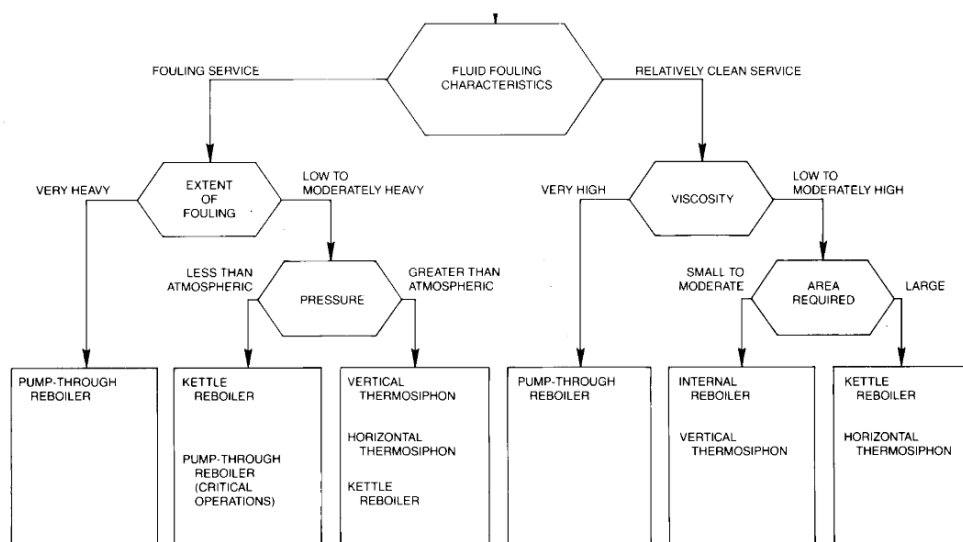 FLUID FOULING
CHARACTERISTICS
FOULING SERVICE
RELATIVELY CLEAN SERVICE
VERY HEAVY
EXTENT
OF
FOULING
LOW TO
MODERATELY HEAVY
VERY HIGH
VISCOSITY
LOW TO
MODERATELY HIGH
LESS THAN
ATMOSPHERIC
PRESSURE
GREATER THAN
ATMOSPHERIC
SMALL TO
MODERATE
AREA
REQUIRED
LARGE
PUMP-THROUGH
REBOILER
KETTLE
REBOILER
PUMP-THROUGH
REBOILER
(CRITICAL
OPERATIONS)
VERTICAL
THERMOSIPHON
HORIZONTAL
THERMOSIPHON
KETTLE
REBOILER
PUMP-THROUGH
REBOILER
INTERNAL
REBOILER
VERTICAL
THERMOSIPHON
KETTLE
REBOILER
HORIZONTAL
THERMOSIPHON